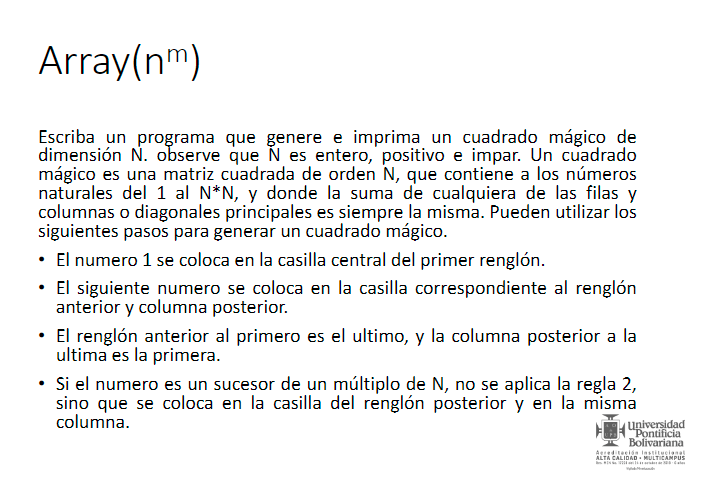 Array(nᵐ)
Escriba un programa que genere e imprima un cuadrado mágico de
dimensión N. observe que N es entero, positivo e impar. Un cuadrado
mágico es una matriz cuadrada de orden N, que contiene a los números
naturales del 1 al N*N, y donde la suma de cualquiera de las filas y
columnas o diagonales principales es siempre la misma. Pueden utilizar los
siguientes pasos para generar un cuadrado mágico.
• El numero 1 se coloca en la casilla central del primer renglón.
• El siguiente numero se coloca en la casilla correspondiente al renglón
anterior y columna posterior.
• El renglón anterior al primero es el ultimo, y la columna posterior a la
ultima es la primera.
• Si el numero es un sucesor de un múltiplo de N, no se aplica la regla 2,
sino que se coloca en la casilla del renglón posterior y en la misma
columna.
Universidad
Pontificia
Bolivariana
Acreditación Institucional
ALTA CALIDAD • MULTICAMPUS